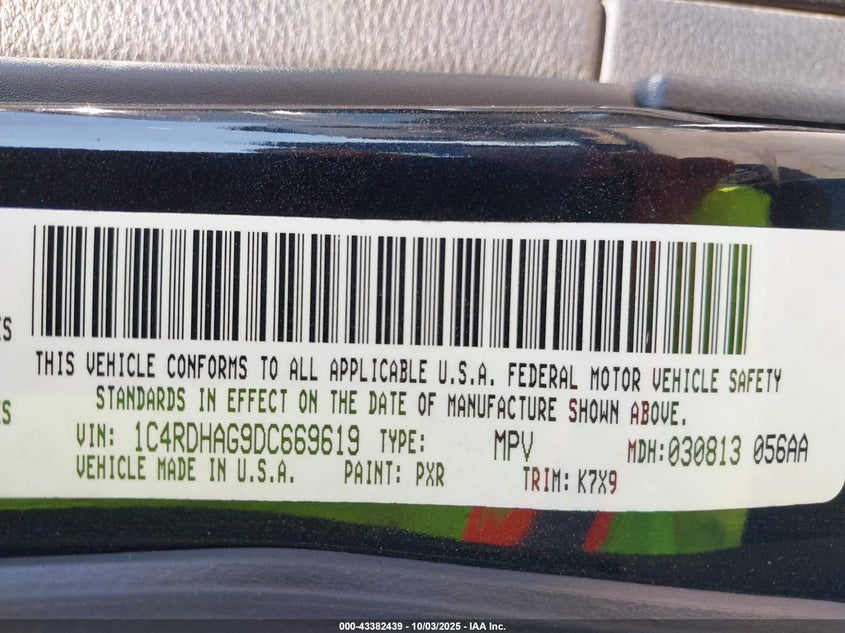 ES
THIS VEHICLE CONFORMS TO ALL APPLICABLE U.S.A. FEDERAL MOTOR VEHICLE SAFETY
ES
STANDARDS IN EFFECT ON THE DATE OF MANUFACTURE SHOWN ABOVE.
VIN: 1C4RDHAG9DC669619 TYPE: MPV MDH:030813 056AA
VEHICLE MADE IN U.S.A. PAINT: PXR TRIM: K7X9
000-43382439 - 10/03/2025 - IAA Inc.